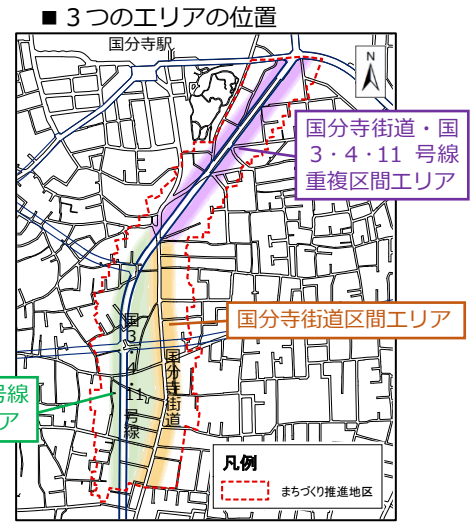 ■３つのエリアの位置
国分寺駅
N
国分寺街道・国
3・4・11 号線
重複区間エリア
国分寺街道区間エリア
国3・4・11号線
国分寺街道
号線
ア
凡例
まちづくり推進地区